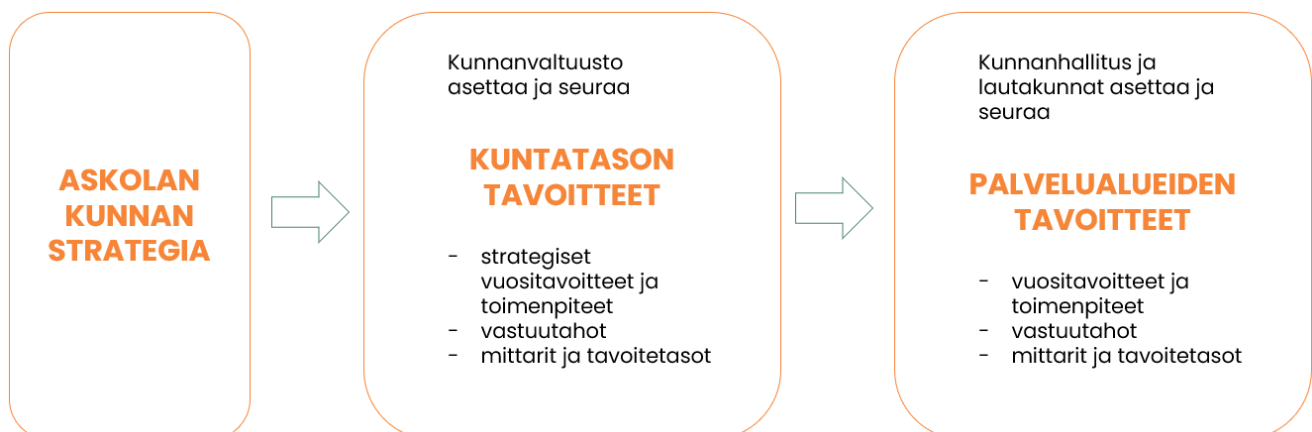 ASKOLAN
KUNNAN
STRATEGIA
Kunnanvaltuusto
asettaa ja seuraa
KUNTATASON
TAVOITTEET
- strategiset
vuositavoitteet ja
toimenpiteet
- vastuutahot
- mittarit ja tavoitetasot
Kunnanhallitus ja
lautakunnat asettaa ja
seuraa
PALVELUALUEIDEN
TAVOITTEET
- vuositavoitteet ja
toimenpiteet
- vastuutahot
- mittarit ja tavoitetasot